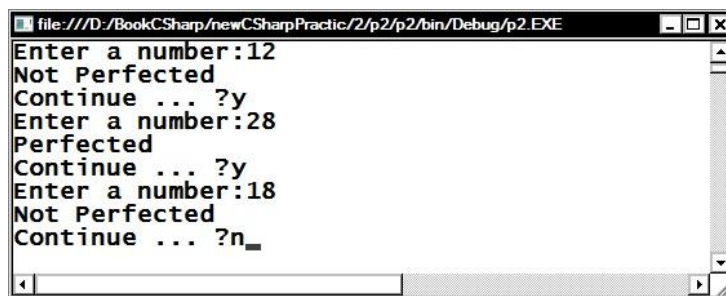 file:///D:/BookCSharp/newCSharpPractic/2/p2/p2/bin/Debug/p2.EXE
Enter a number:12
Not Perfected
Continue ... ?y
Enter a number:28
Perfected
Continue ... ?y
Enter a number:18
Not Perfected
Continue ... ?n